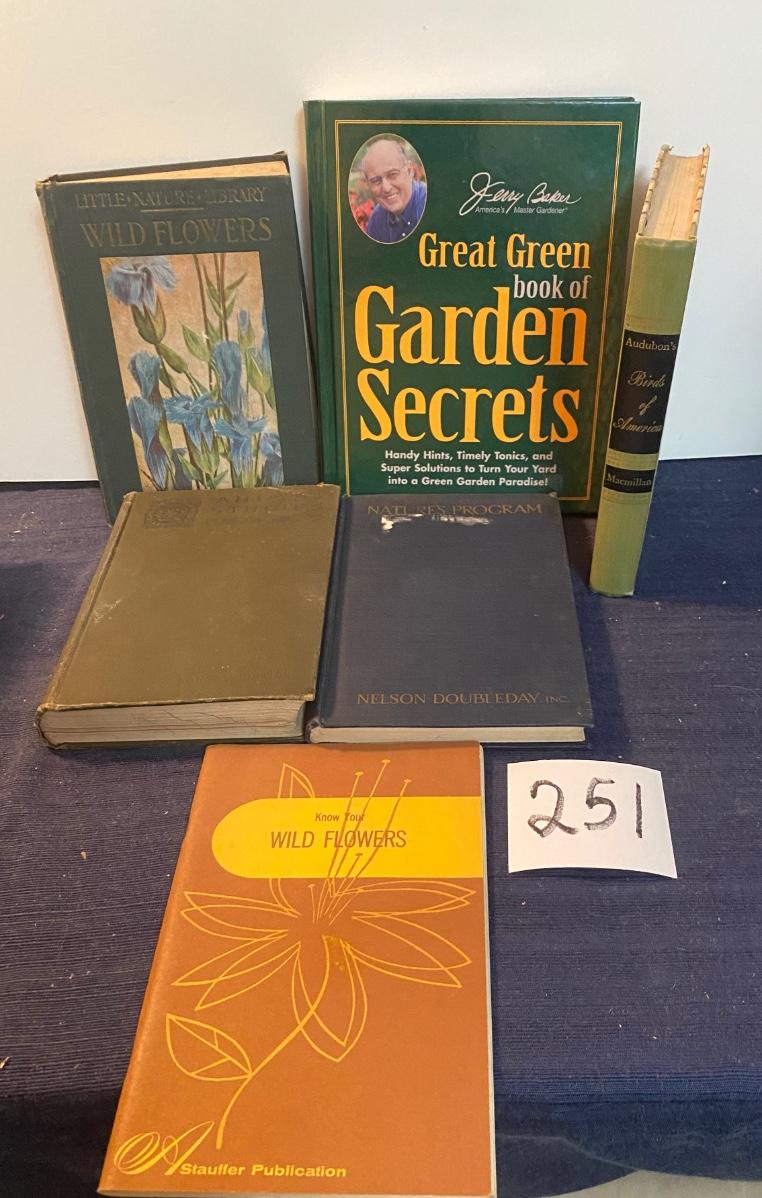 LITTLE · NATURE · LIBRARY
WILD FLOWERS
Jerry Baker
America's Master Gardener®
Great Green
book of
Garden
Secrets
Handy Hints, Timely Tonics, and
Super Solutions to Turn Your Yard
into a Green Garden Paradise!
Audubon's
Birds
of
America
Macmillan
NATURE'S PROGRAM
NELSON DOUBLEDAY, INC.
251
Know Your
WILD FLOWERS
A Stauffer Publication